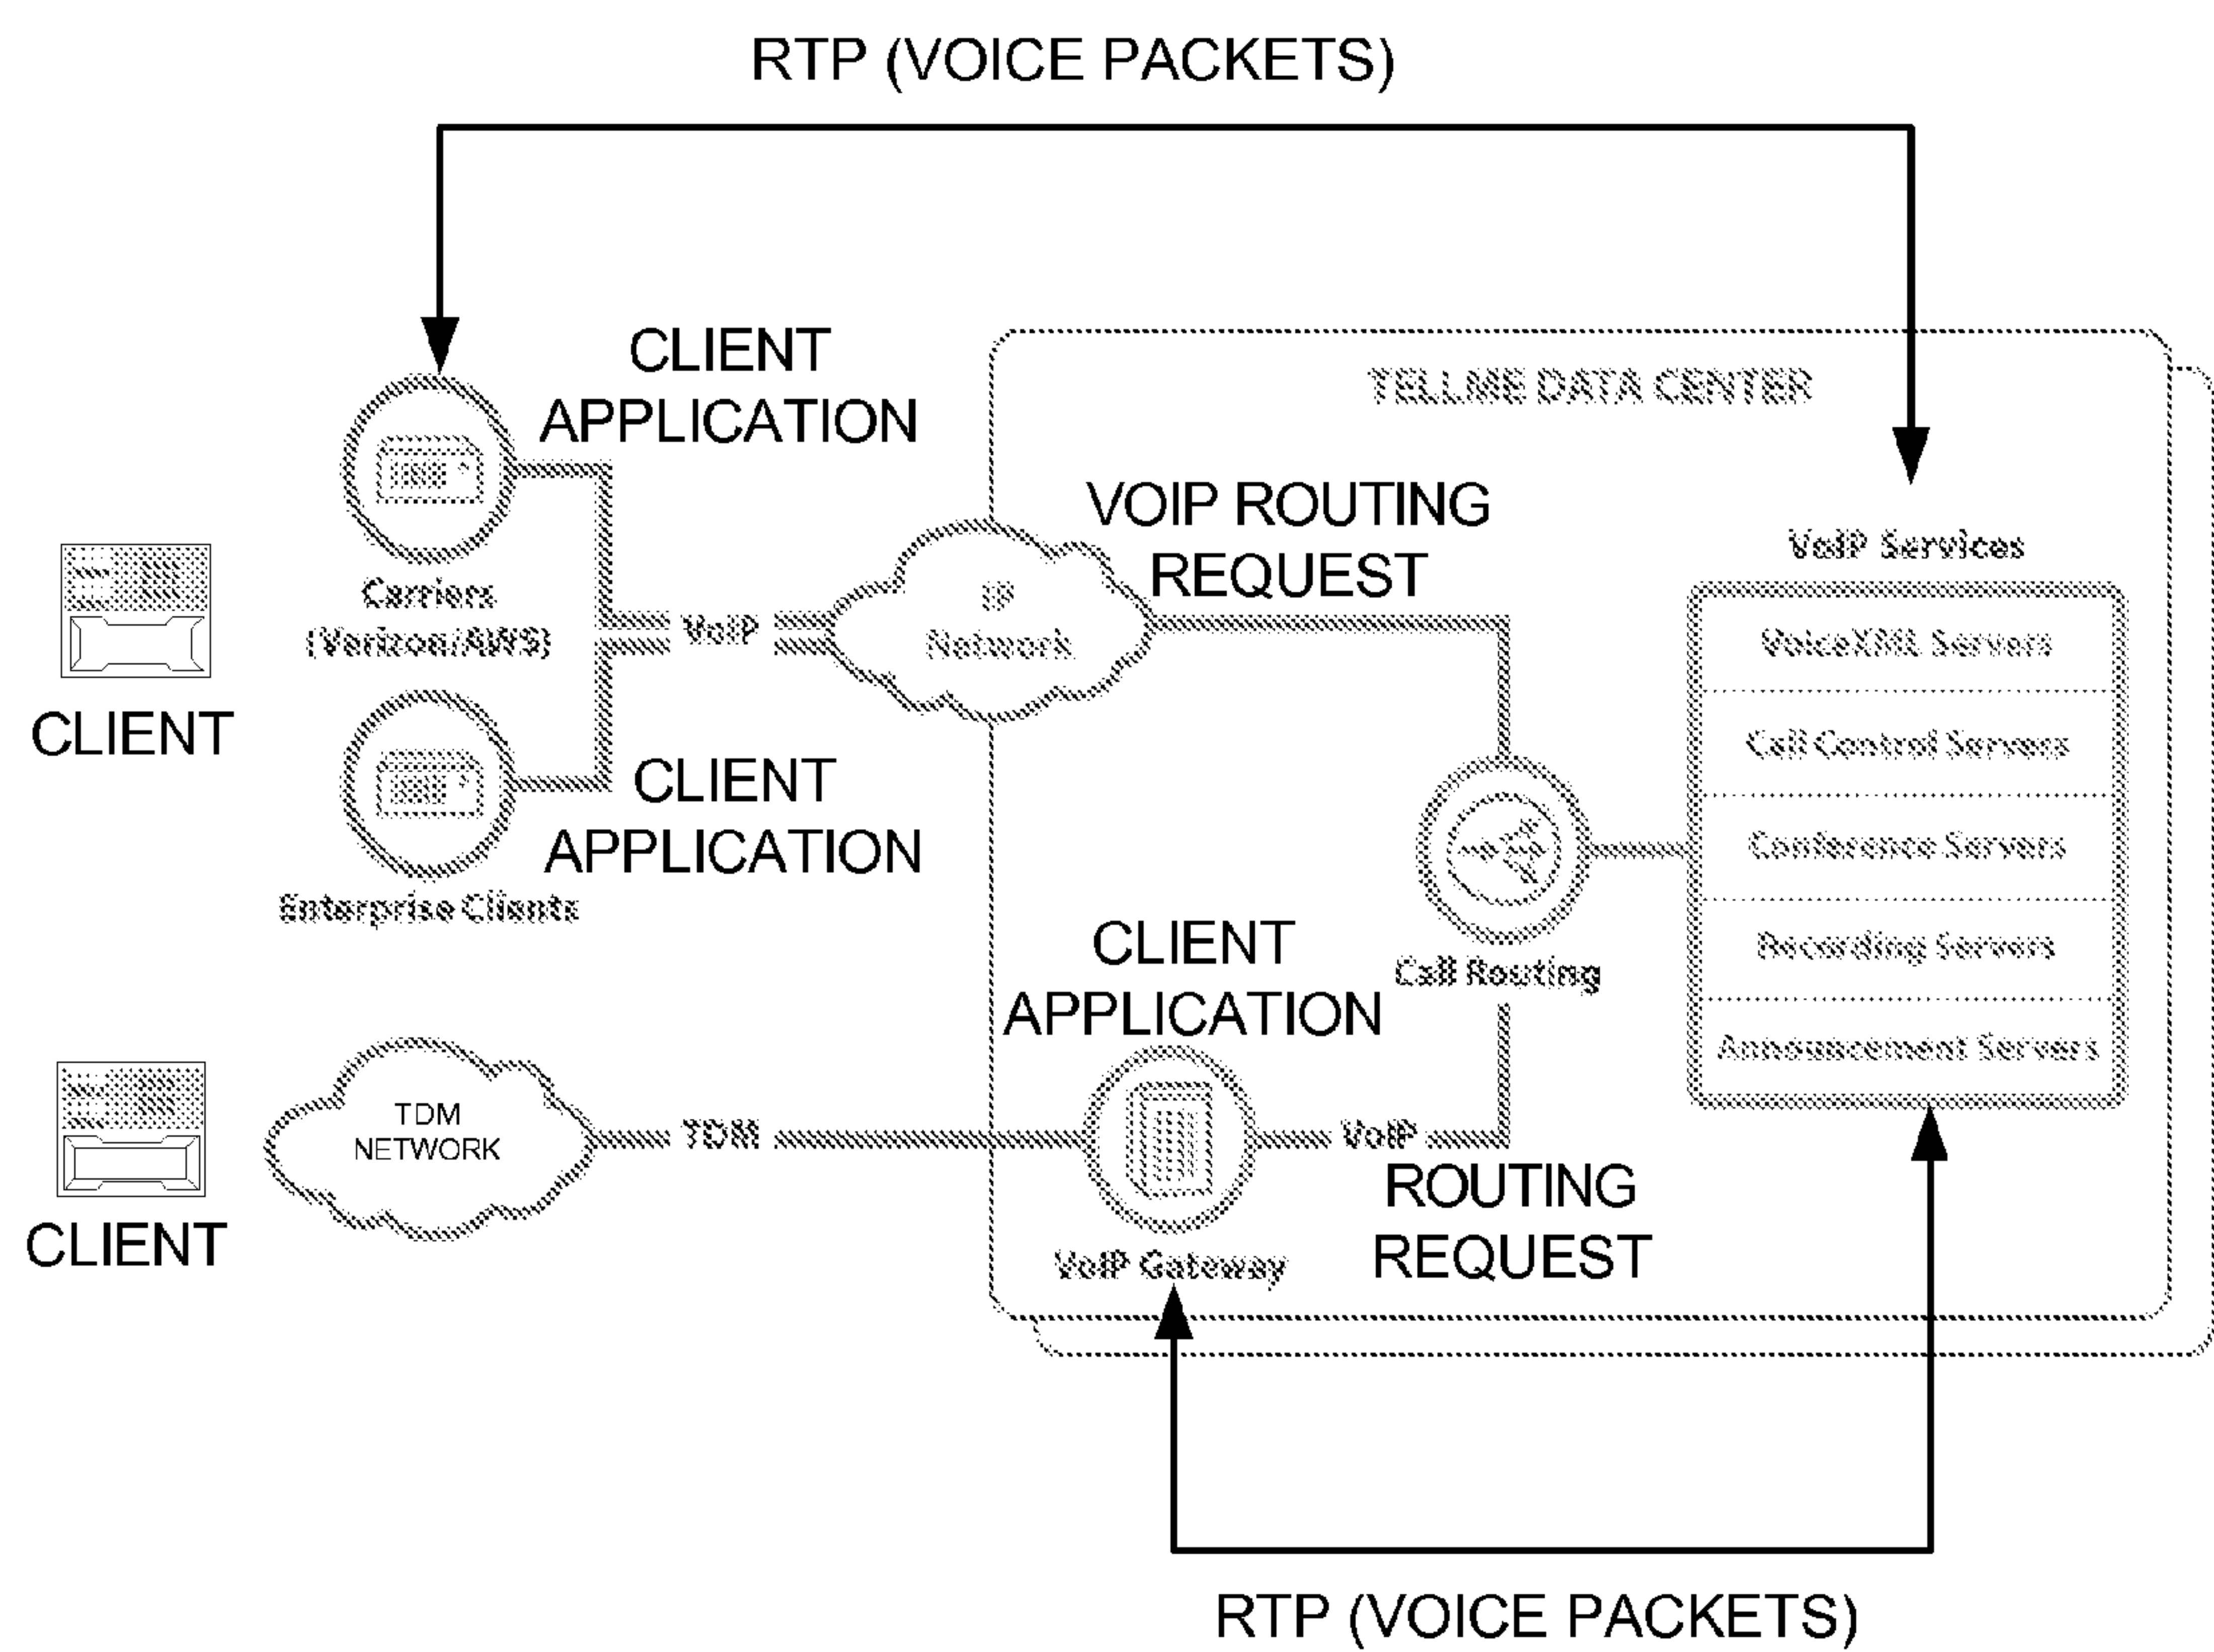 RTP (VOICE PACKETS)
CLIENT
APPLICATION
TELLME DATA CENTER
VOIP ROUTING
REQUEST
VoIP Services
IP
Network
Carriers
(Verizon/AWS)
VoIP
VoiceXML Servers
CLIENT
Call Control Servers
CLIENT
APPLICATION
Conference Servers
Enterprise Clients
CLIENT
APPLICATION
Call Routing
Recording Servers
Announcement Servers
TDM
NETWORK
TDM
VoIP
CLIENT
VoIP Gateway
ROUTING
REQUEST
RTP (VOICE PACKETS)